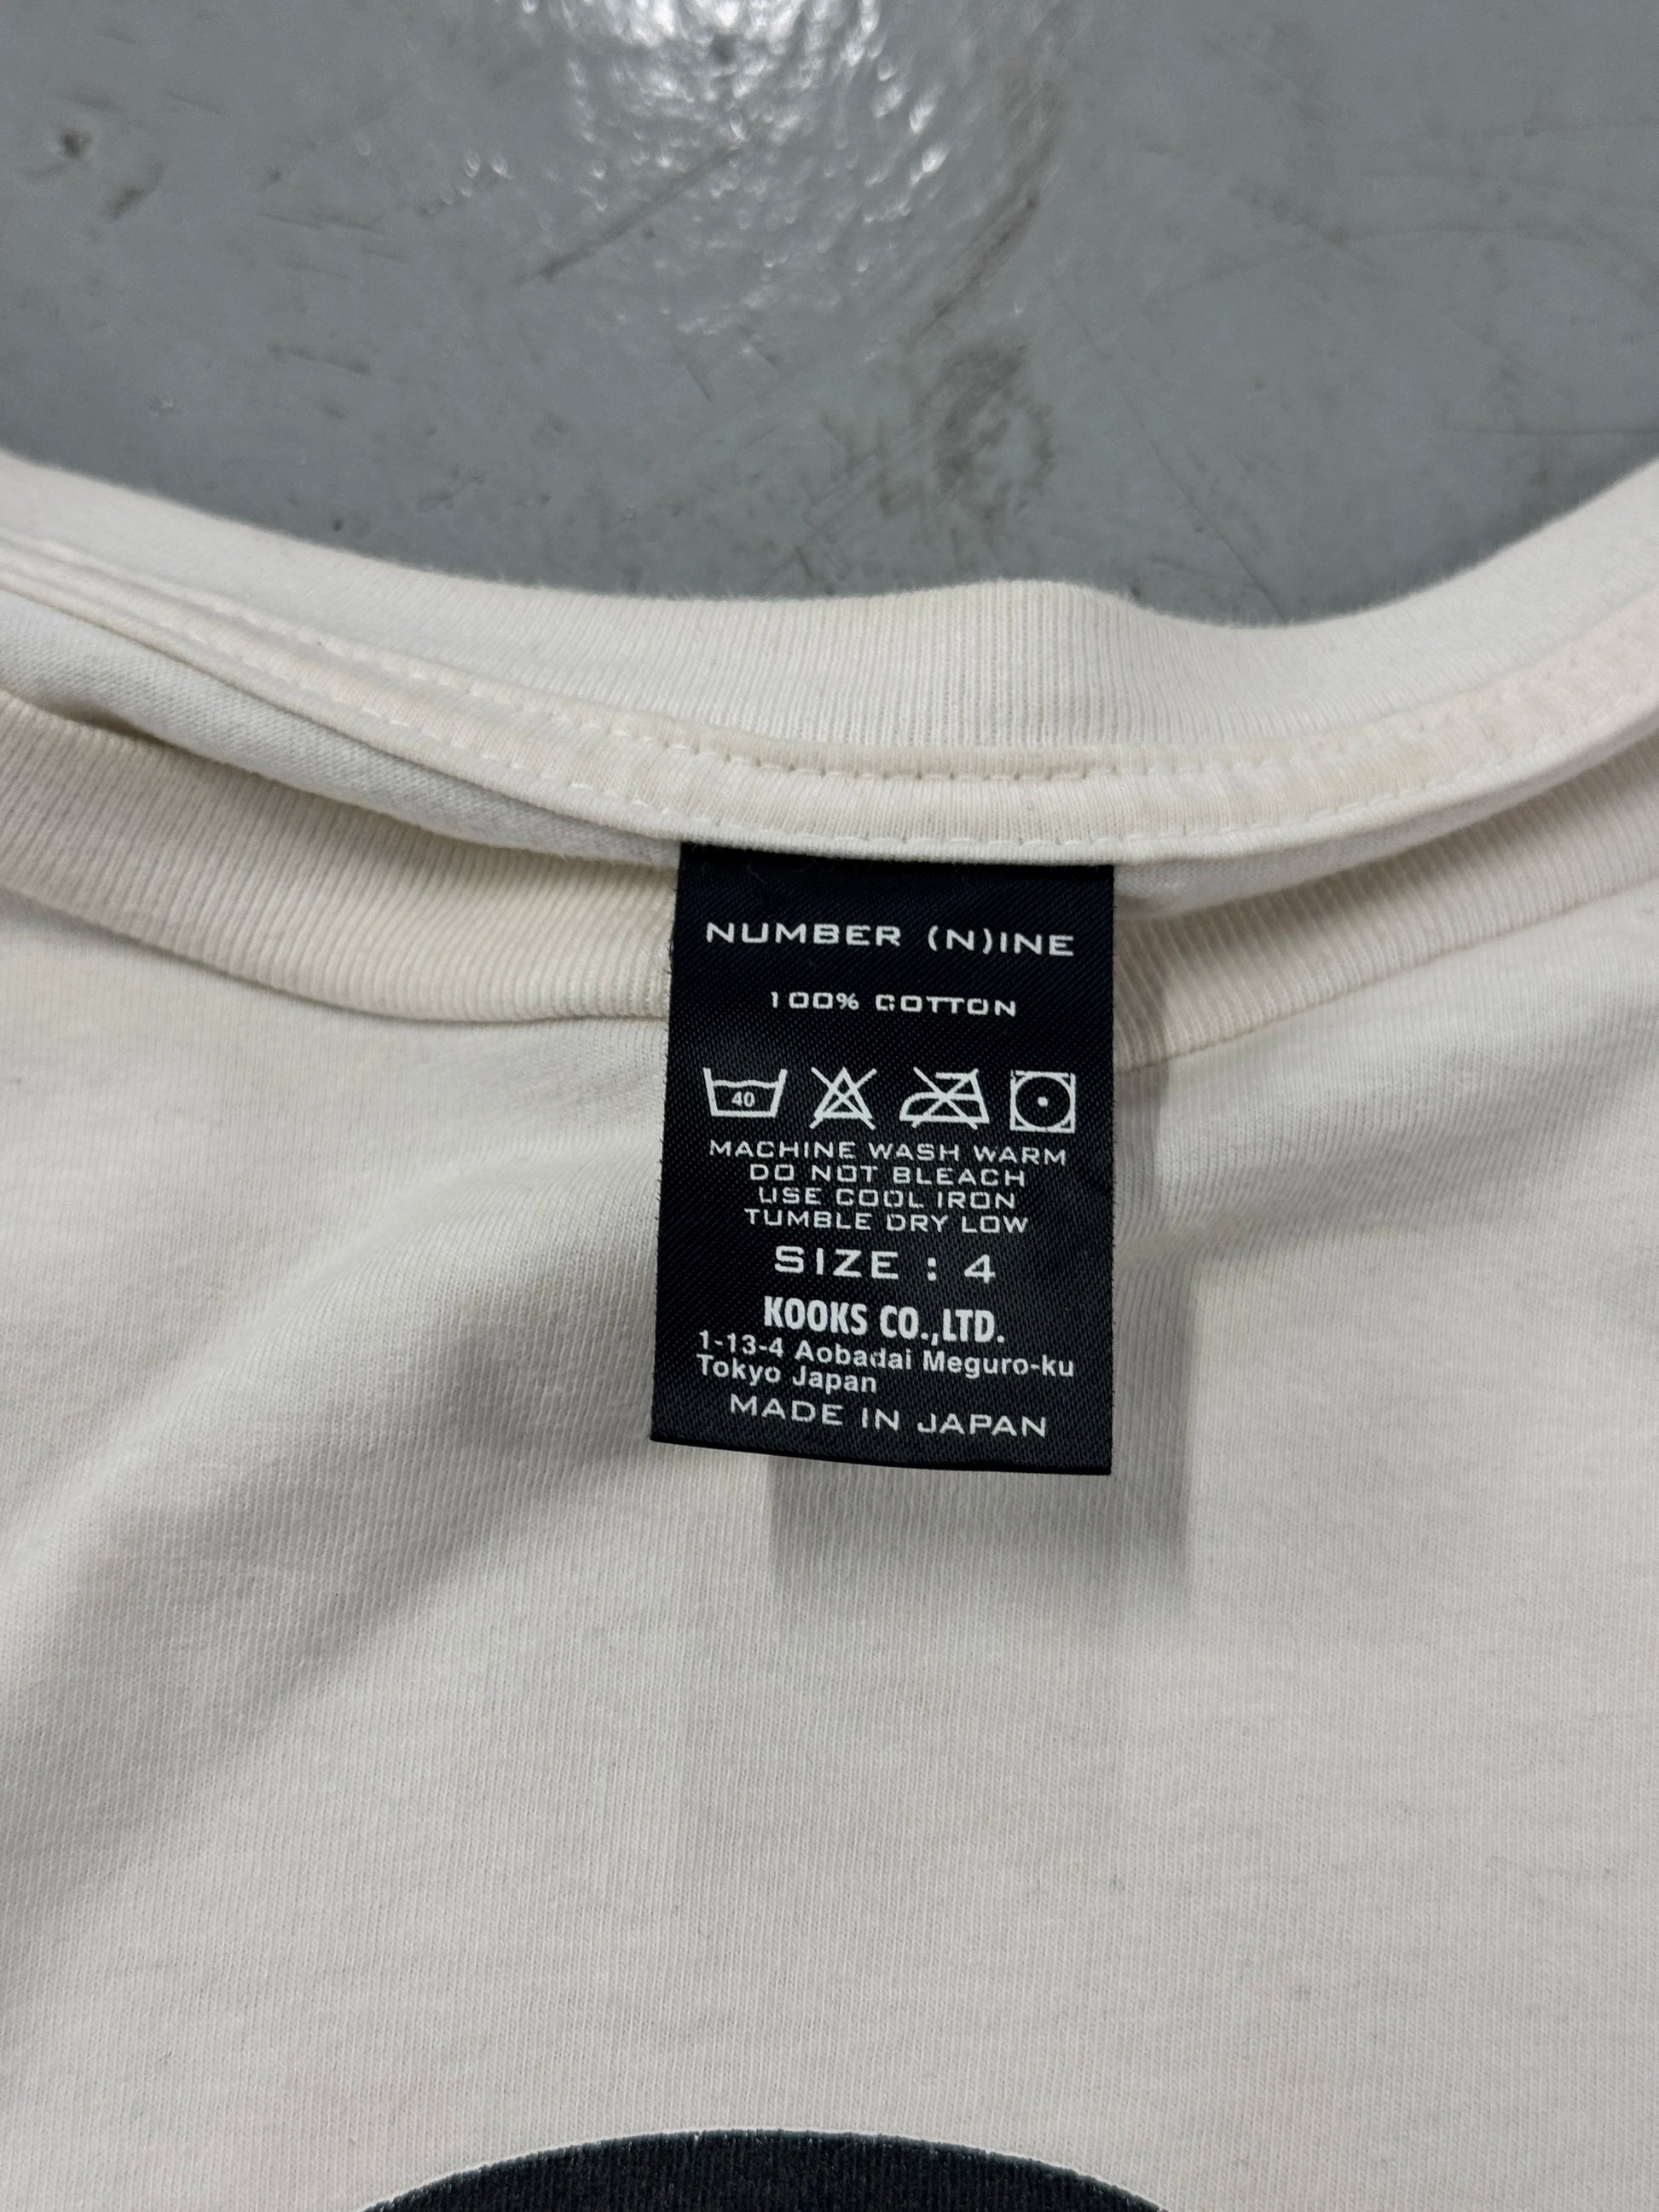 NUMBER (N)INE
100% COTTON
40
MACHINE WASH WARM
DO NOT BLEACH
USE COOL IRON
TUMBLE DRY LOW
SIZE : 4
KOOKS CO.,LTD.
1-13-4 Aobadai Meguro-ku
Tokyo Japan
MADE IN JAPAN